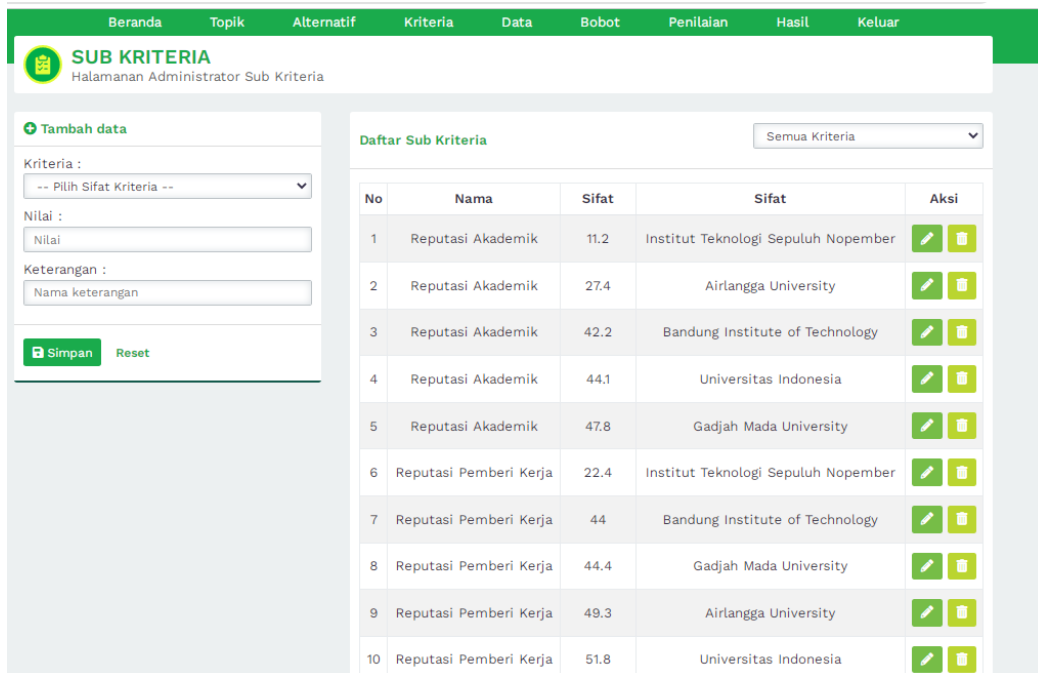 Beranda Topik Alternatif Kriteria Data Bobot Penilaian Hasil Keluar
SUB KRITERIA
Halamanan Administrator Sub Kriteria
Tambah data
Kriteria :
-- Pilih Sifat Kriteria --
Nilai :
Nilai
Keterangan :
Nama keterangan
Simpan Reset
Daftar Sub Kriteria Semua Kriteria
No Nama Sifat Sifat Aksi
1 Reputasi Akademik 11.2 Institut Teknologi Sepuluh Nopember
2 Reputasi Akademik 27.4 Airlangga University
3 Reputasi Akademik 42.2 Bandung Institute of Technology
4 Reputasi Akademik 44.1 Universitas Indonesia
5 Reputasi Akademik 47.8 Gadjah Mada University
6 Reputasi Pemberi Kerja 22.4 Institut Teknologi Sepuluh Nopember
7 Reputasi Pemberi Kerja 44 Bandung Institute of Technology
8 Reputasi Pemberi Kerja 44.4 Gadjah Mada University
9 Reputasi Pemberi Kerja 49.3 Airlangga University
10 Reputasi Pemberi Kerja 51.8 Universitas Indonesia